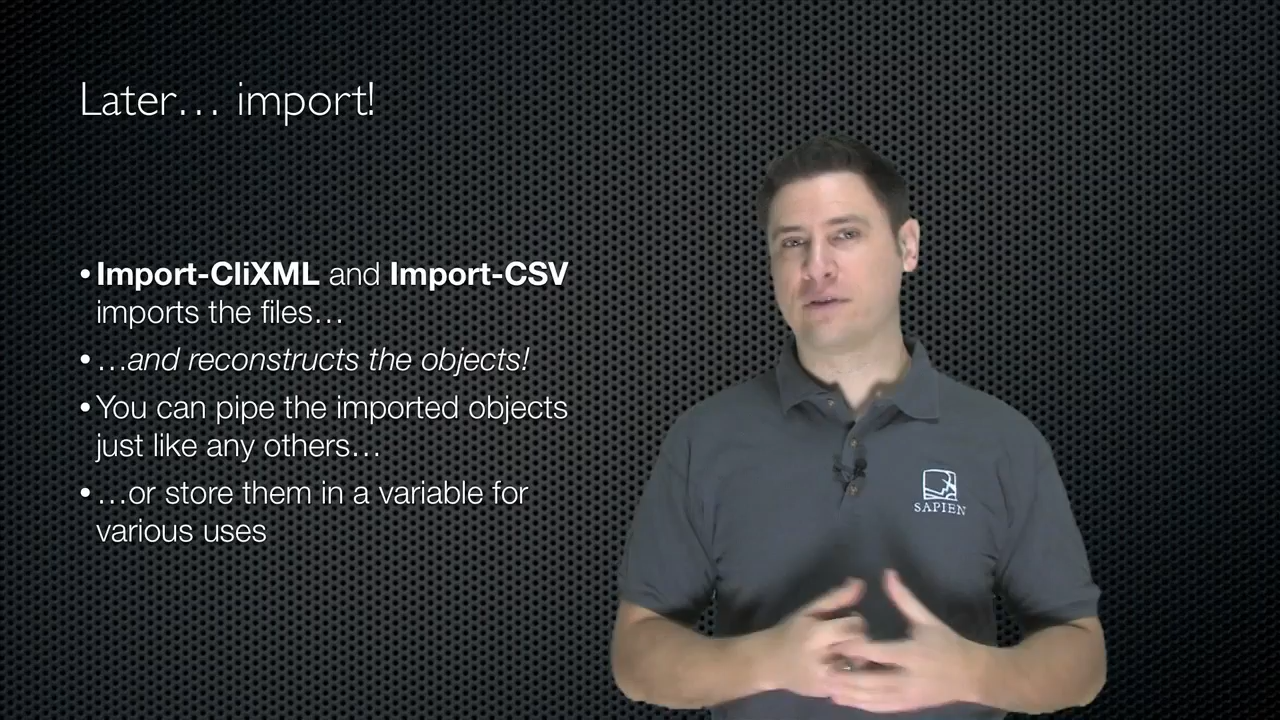 Later… import!
•Import-CliXML and Import-CSV
imports the files…
•…and reconstructs the objects!
•You can pipe the imported objects
just like any others…
•…or store them in a variable for
various uses
SAPIEN